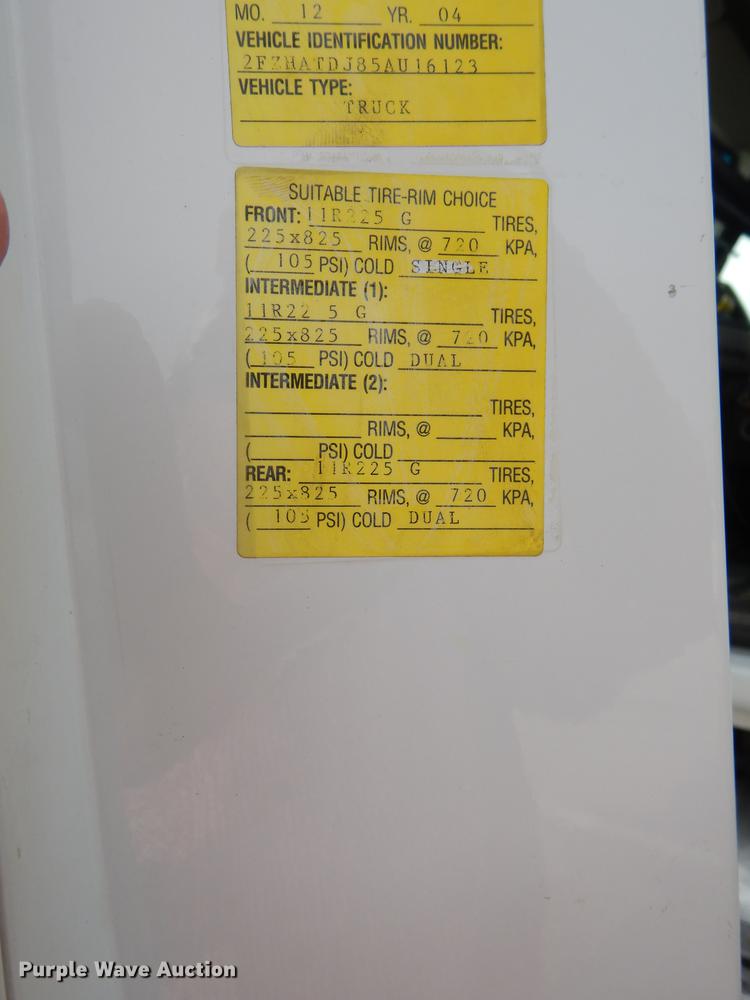 MO. 12 YR. 04
VEHICLE IDENTIFICATION NUMBER:
2FZHATDJ85AU16123
VEHICLE TYPE:
TRUCK
SUITABLE TIRE-RIM CHOICE
FRONT: 11R225 G TIRES,
225x825 RIMS, @ 720 KPA,
( 105 PSI) COLD SINGLE
INTERMEDIATE (1):
11R22 5 G TIRES,
225x825 RIMS, @ 720 KPA,
( 105 PSI) COLD DUAL
INTERMEDIATE (2):
TIRES,
RIMS, @ KPA,
( PSI) COLD
REAR: 11R225 G TIRES,
225x825 RIMS, @ 720 KPA,
( 105 PSI) COLD DUAL
Purple Wave Auction